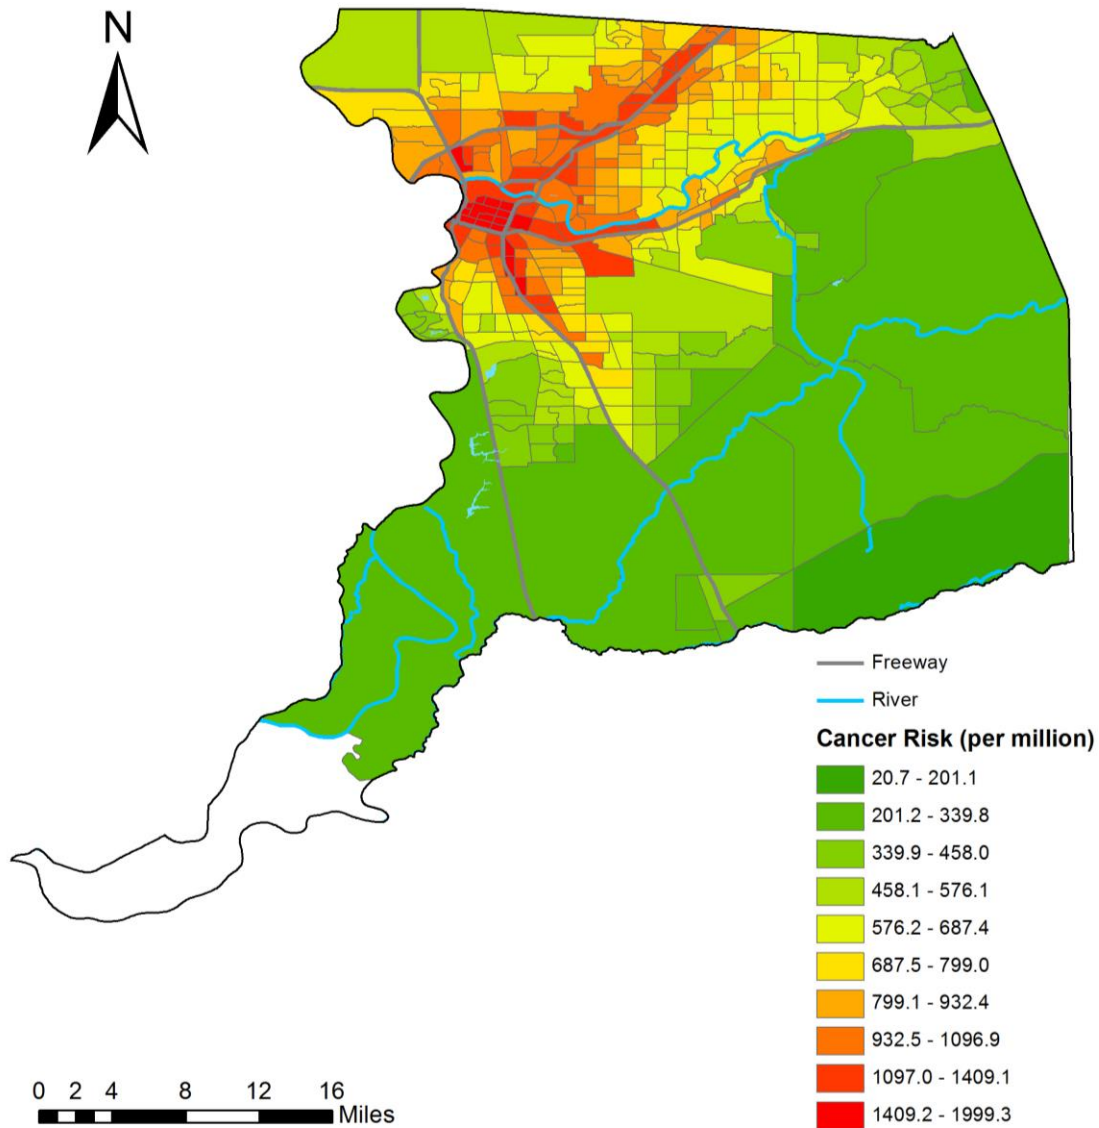 N
Freeway
River
Cancer Risk (per million)
20.7 - 201.1
201.2 - 339.8
339.9 - 458.0
458.1 - 576.1
576.2 - 687.4
687.5 - 799.0
799.1 - 932.4
932.5 - 1096.9
1097.0 - 1409.1
1409.2 - 1999.3
0 2 4 8 12 16
Miles